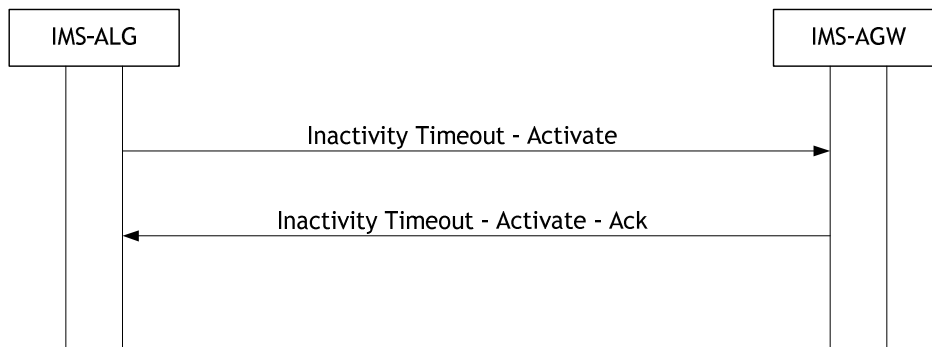 IMS-ALG
IMS-AGW
Inactivity Timeout - Activate
Inactivity Timeout - Activate - Ack